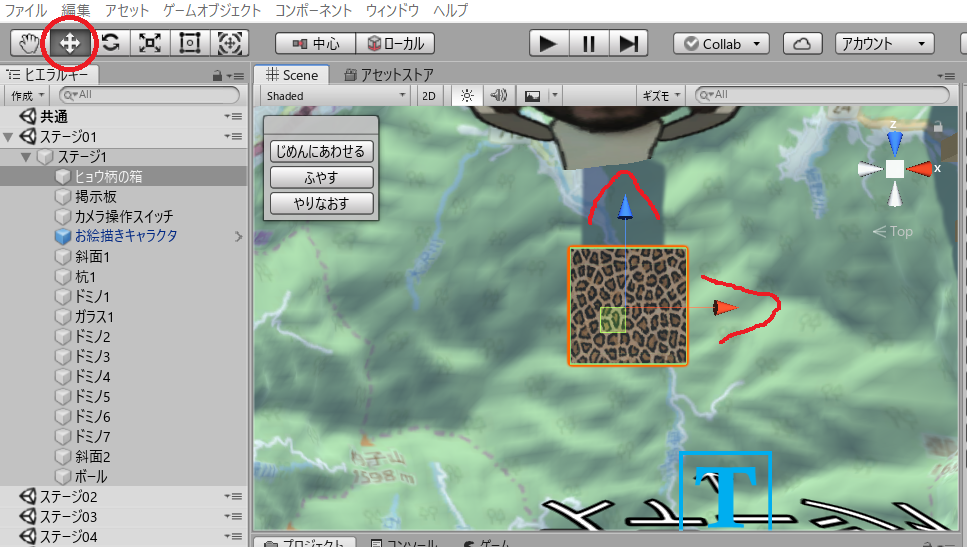 ファイル 編集 アセット ゲームオブジェクト コンポーネント ウィンドウ ヘルプ
中心 ローカル Collab アカウント
ヒエラルキー Scene アセットストア
作成 All Shaded 2D ギズモ All
共通
ステージ01
ステージ1
ヒョウ柄の箱
掲示板
カメラ操作スイッチ
お絵描きキャラクタ
斜面1
杭1
ドミノ1
ガラス1
ドミノ2
ドミノ3
ドミノ4
ドミノ5
ドミノ6
ドミノ7
斜面2
ボール
ステージ02
ステージ03
ステージ04
じめんにあわせる
ふやす
やりなおす
z
x
Top
1598m
T
プロジェクト コンソール ゲーム